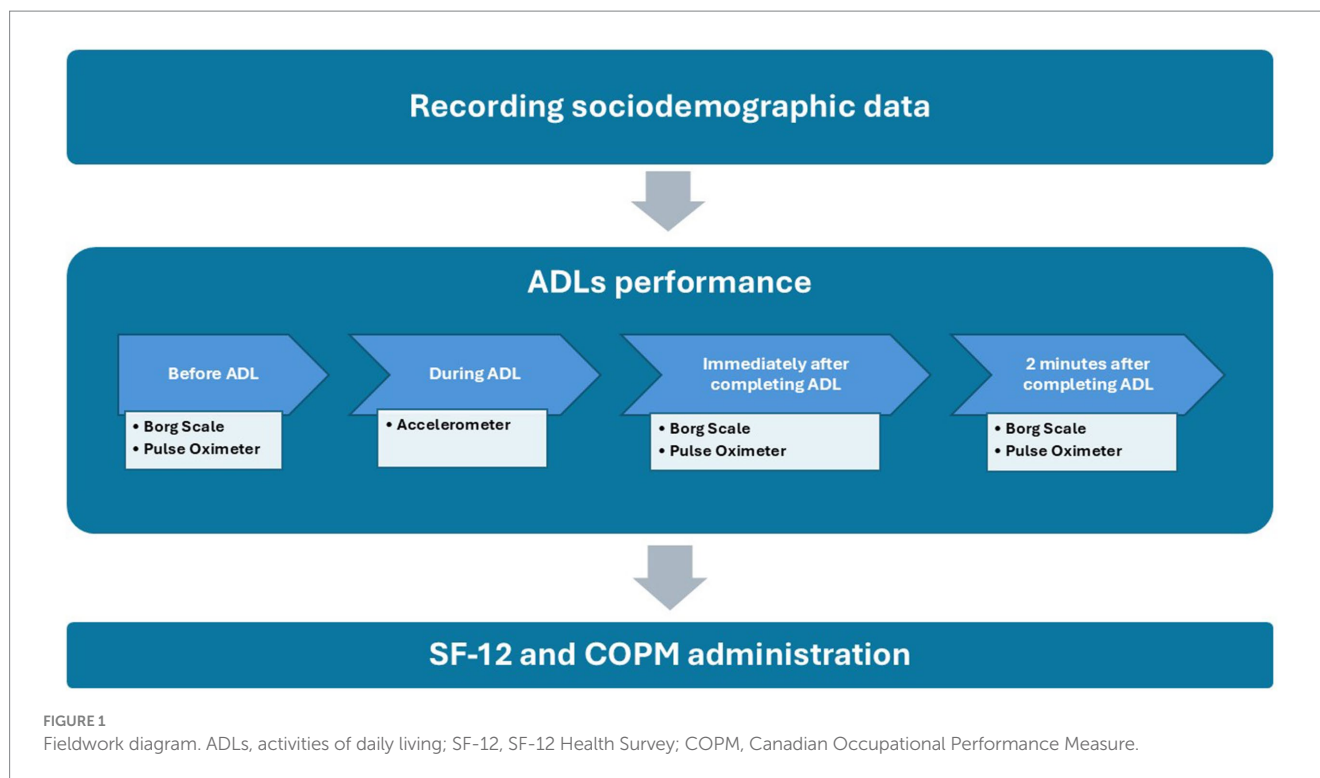 Recording sociodemographic data
ADLs performance
Before ADL
• Borg Scale
• Pulse Oximeter
During ADL
• Accelerometer
Immediately after
completing ADL
• Borg Scale
• Pulse Oximeter
2 minutes after
completing ADL
• Borg Scale
• Pulse Oximeter
SF-12 and COPM administration
FIGURE 1
Fieldwork diagram. ADLs, activities of daily living; SF-12, SF-12 Health Survey; COPM, Canadian Occupational Performance Measure.